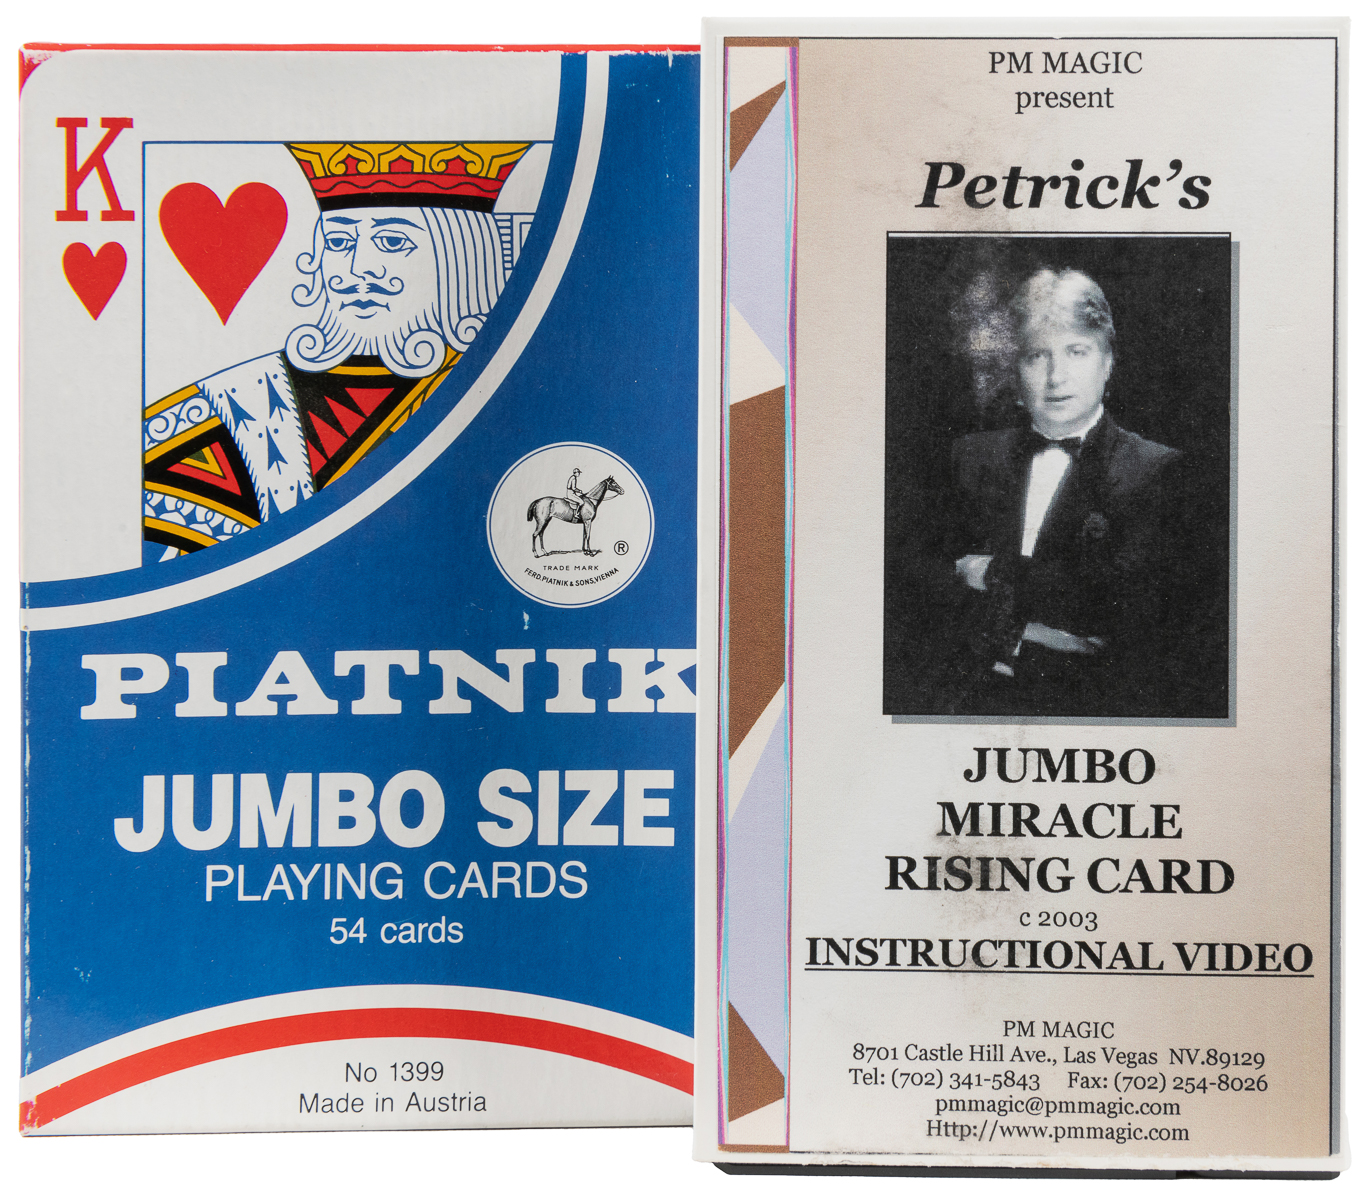 K
TRADE MARK
FERD. PIATNIK & SONS, VIENNA
®
PIATNIK
JUMBO SIZE
PLAYING CARDS
54 cards
No 1399
Made in Austria
PM MAGIC
present
Petrick's
JUMBO
MIRACLE
RISING CARD
c 2003
INSTRUCTIONAL VIDEO
PM MAGIC
8701 Castle Hill Ave., Las Vegas  NV.89129
Tel: (702) 341-5843    Fax: (702) 254-8026
pmmagic@pmmagic.com
Http://www.pmmagic.com